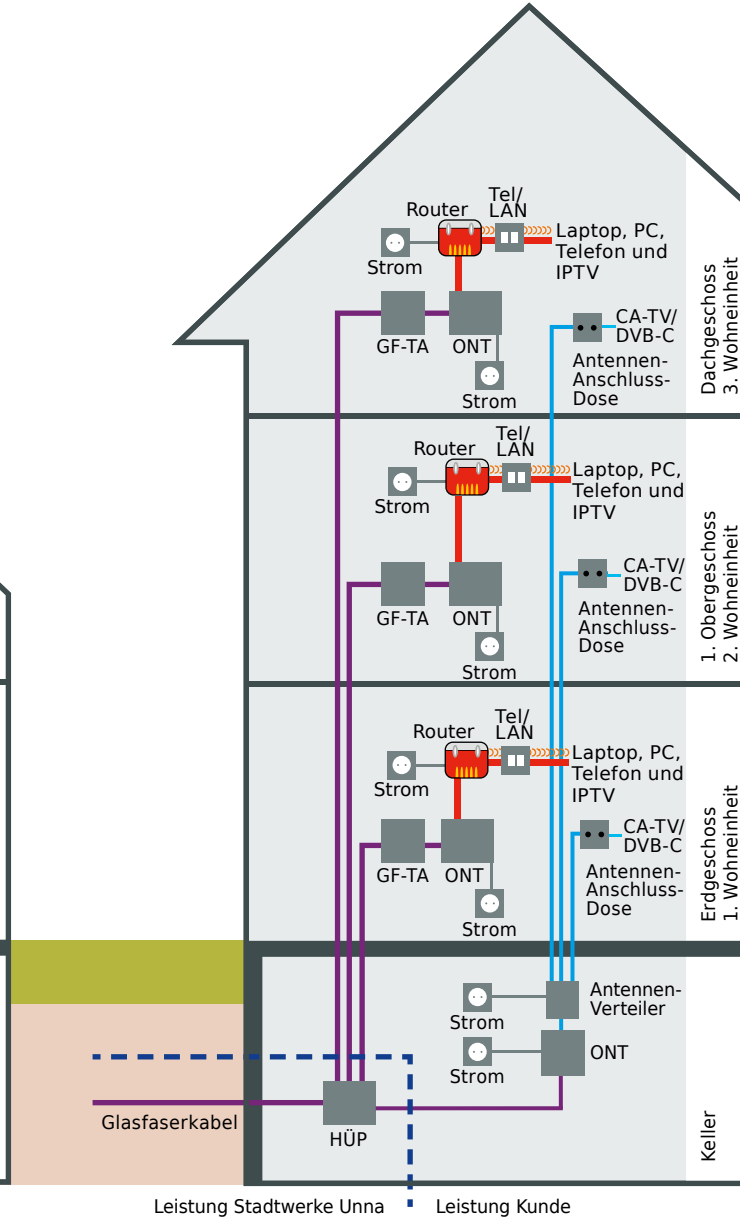 Tel/
LAN
Router
Laptop, PC,
Telefon und
IPTV
Strom
GF-TA
ONT
Strom
CA-TV/
DVB-C
Antennen-
Anschluss-
Dose
Dachgeschoss
3. Wohneinheit
Tel/
LAN
Router
Laptop, PC,
Telefon und
IPTV
Strom
GF-TA
ONT
Strom
CA-TV/
DVB-C
Antennen-
Anschluss-
Dose
1. Obergeschoss
2. Wohneinheit
Tel/
LAN
Router
Laptop, PC,
Telefon und
IPTV
Strom
GF-TA
ONT
Strom
CA-TV/
DVB-C
Antennen-
Anschluss-
Dose
Erdgeschoss
1. Wohneinheit
Strom
Antennen-
Verteiler
Strom
ONT
Glasfaserkabel
HÜP
Keller
Leistung Stadtwerke Unna
Leistung Kunde